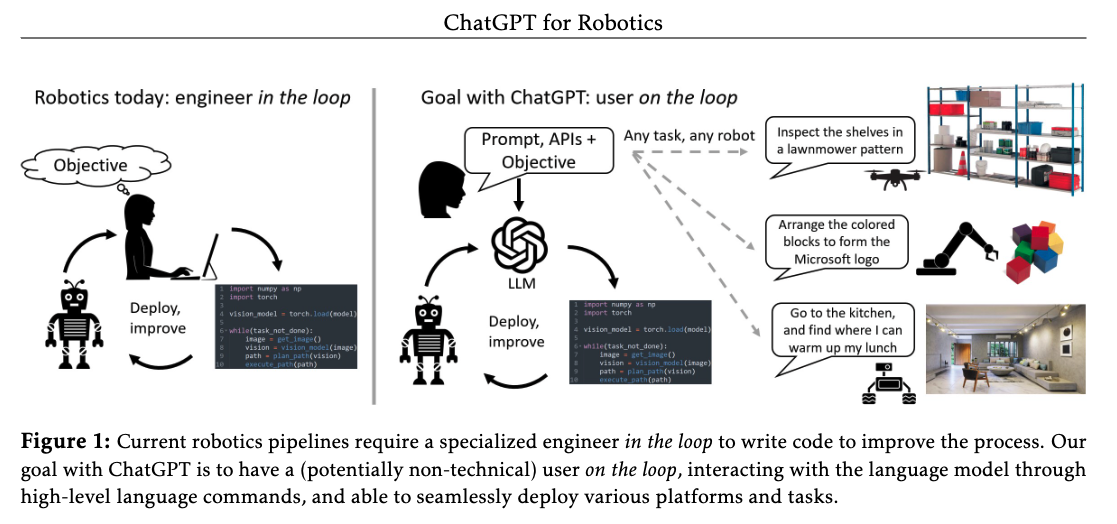 ChatGPT for Robotics
Robotics today: engineer in the loop
Objective
Deploy,
improve
1 import numpy as np
2 import torch
3
4 vision_model = torch.load(model)
5
6 while(task_not_done):
7 image = get_image()
8 vision = vision_model(image)
9 path = plan_path(vision)
10 execute_path(path)
Goal with ChatGPT: user on the loop
Prompt, APIs +
Objective
LLM
Deploy,
improve
1 import numpy as np
2 import torch
3
4 vision_model = torch.load(model)
5
6 while(task_not_done):
7 image = get_image()
8 vision = vision_model(image)
9 path = plan_path(vision)
10 execute_path(path)
Any task, any robot
Inspect the shelves in
a lawnmower pattern
Arrange the colored
blocks to form the
Microsoft logo
Go to the kitchen,
and find where I can
warm up my lunch
Figure 1: Current robotics pipelines require a specialized engineer in the loop to write code to improve the process. Our
goal with ChatGPT is to have a (potentially non-technical) user on the loop, interacting with the language model through
high-level language commands, and able to seamlessly deploy various platforms and tasks.